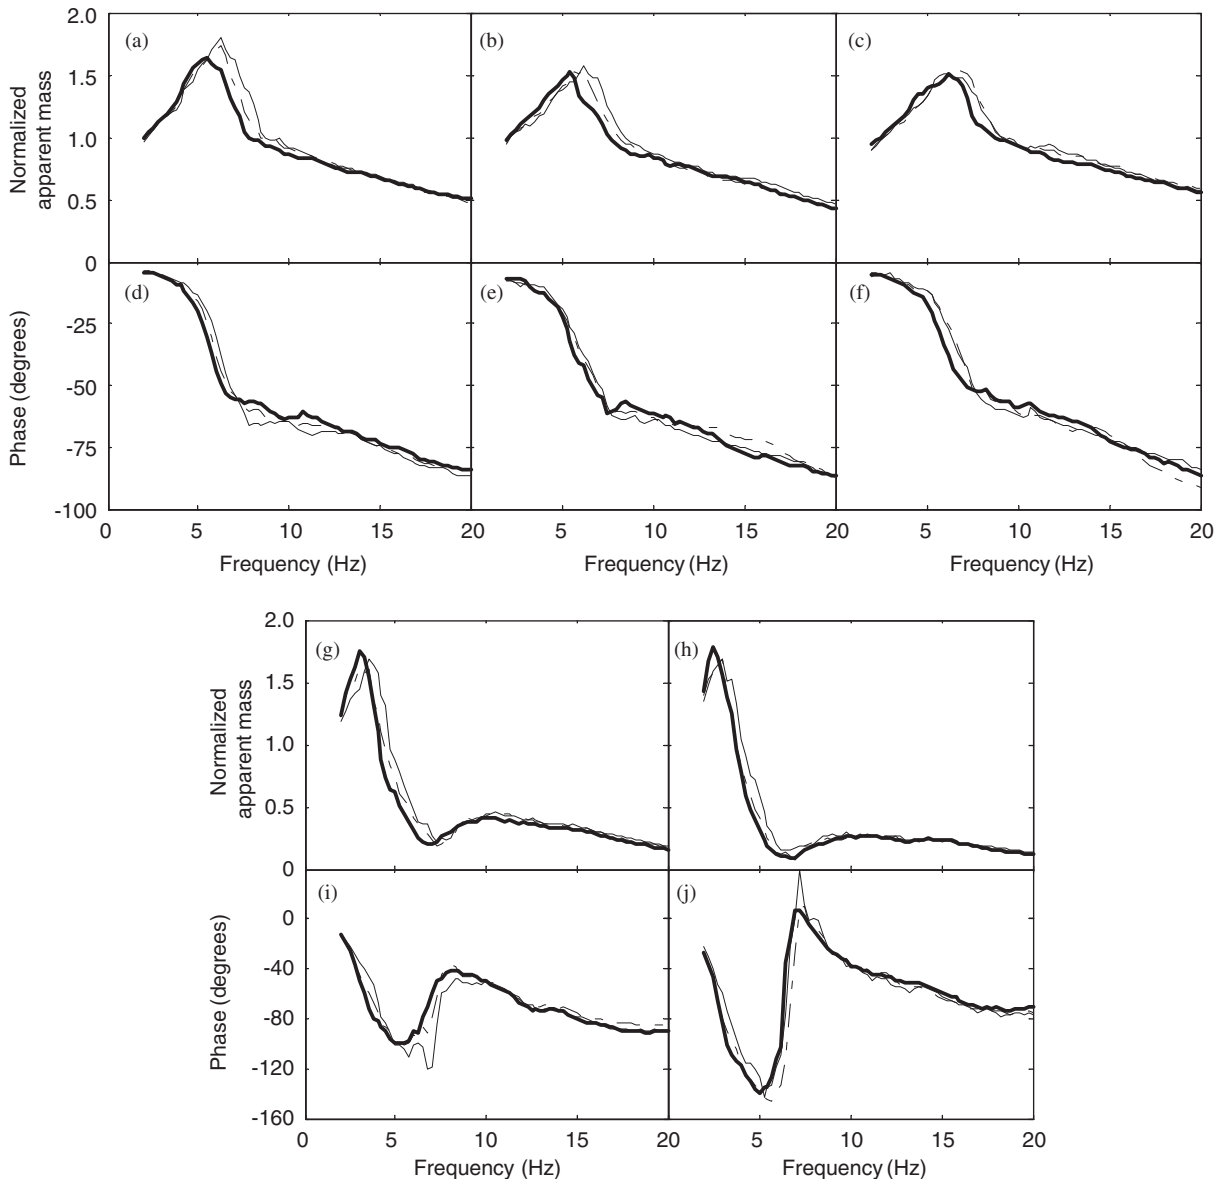 2.0
(a) (b) (c)
1.5
Normalized
apparent mass
1.0
0.5
0
(d) (e) (f)
-25
Phase (degrees)
-50
-75
-100
0 5 10 15 20 5 10 15 20 5 10 15 20
Frequency (Hz) Frequency (Hz) Frequency (Hz)
2.0
(g) (h)
1.5
Normalized
apparent mass
1.0
0.5
0
(i) (j)
0
Phase (degrees)
-40
-80
-120
-160
0 5 10 15 20 5 10 15 20
Frequency (Hz) Frequency (Hz)